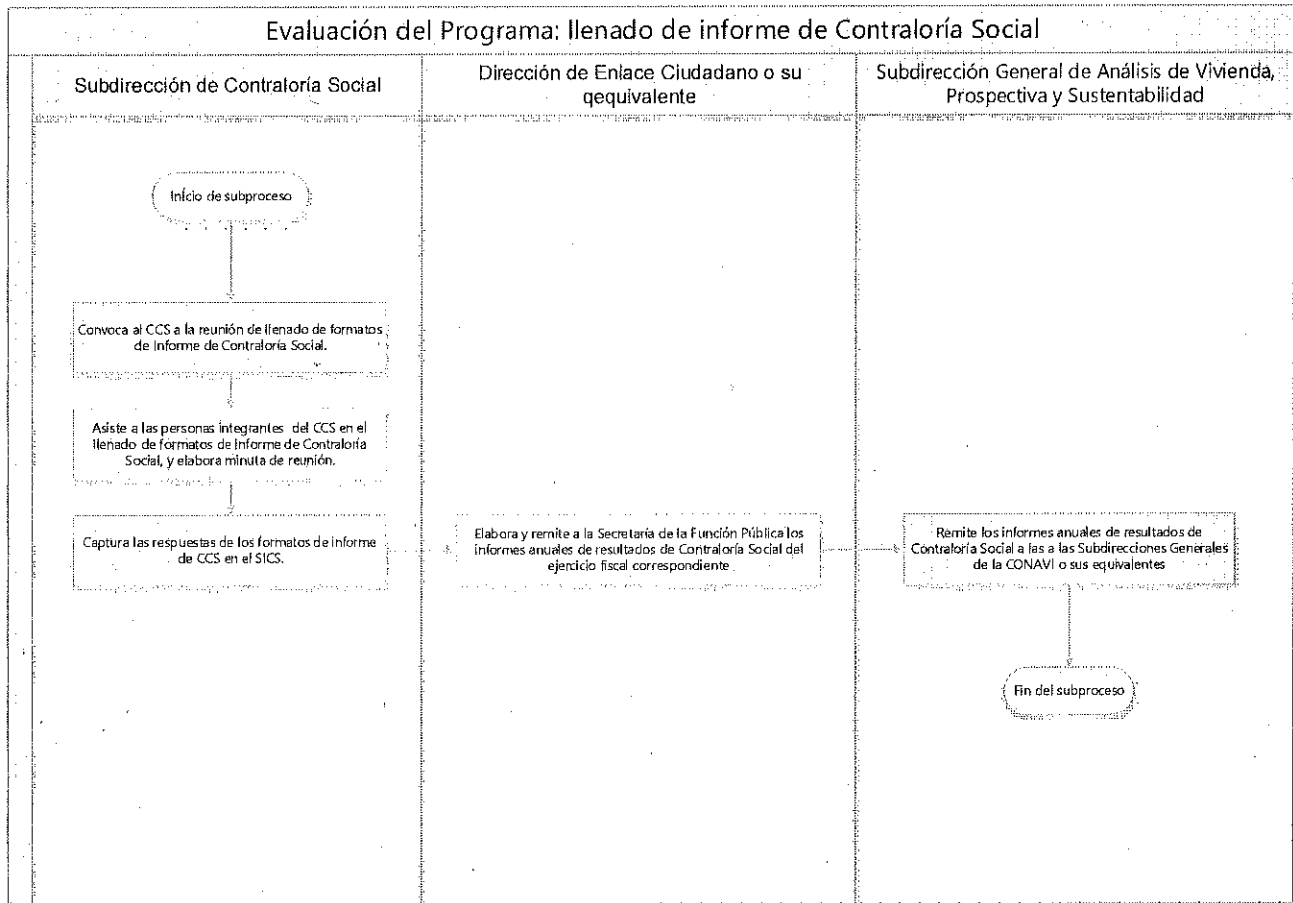 Evaluación del Programa: llenado de informe de Contraloría Social
Subdirección de Contraloría Social
Dirección de Enlace Ciudadano o su
qequivalente
Subdirección General de Análisis de Vivienda,
Prospectiva y Sustentabilidad
Inicio de subproceso
Convoca al CCS a la reunión de llenado de formatos
de Informe de Contraloría Social.
Asiste a las personas integrantes del CCS en el
llenado de formatos de Informe de Contraloría
Social, y elabora minuta de reunión.
Captura las respuestas de los formatos de informe
de CCS en el SICS.
Elabora y remite a la Secretaría de la Función Pública los
informes anuales de resultados de Contraloría Social del
ejercicio fiscal correspondiente
Remite los informes anuales de resultados de
Contraloría Social a las a las Subdirecciones Generales
de la CONAVI o sus equivalentes
Fin del subproceso